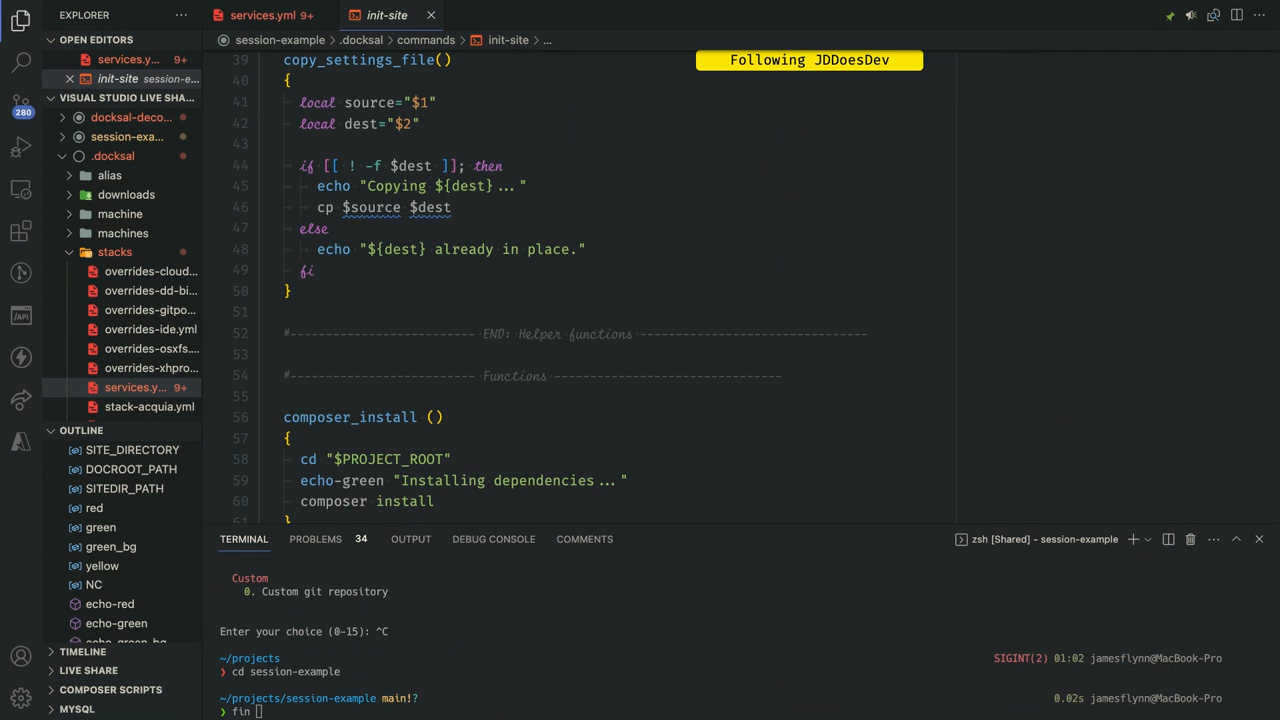 EXPLORER
OPEN EDITORS
services.y... 9+
init-site session-e...
VISUAL STUDIO LIVE SHA...
docksal-deco...
session-exa...
.docksal
alias
downloads
machine
machines
stacks
overrides-cloud...
overrides-dd-bi...
overrides-gitpo...
overrides-ide.yml
overrides-osxfs....
overrides-xhpro...
services.y... 9+
stack-acquia.yml
OUTLINE
SITE_DIRECTORY
DOCROOT_PATH
SITEDIR_PATH
red
green
green_bg
yellow
NC
echo-red
echo-green
echo-green_bg
TIMELINE
LIVE SHARE
COMPOSER SCRIPTS
MYSQL
280
services.yml 9+
init-site
session-example > .docksal > commands > init-site > ...
Following JDDoesDev
39 copy_settings_file()
40 {
41 local source="$1"
42 local dest="$2"
43
44 if [[ ! -f $dest ]]; then
45 echo "Copying ${dest}..."
46 cp $source $dest
47 else
48 echo "${dest} already in place."
49 fi
50 }
51
52 #-------------------------- END: Helper functions --------------------------------
53
54 #-------------------------- Functions --------------------------------
55
56 composer_install ()
57 {
58 cd "$PROJECT_ROOT"
59 echo-green "Installing dependencies..."
60 composer install
61 }
TERMINAL PROBLEMS 34 OUTPUT DEBUG CONSOLE COMMENTS zsh [Shared] - session-example
Custom
0. Custom git repository
Enter your choice (0-15): ^C
~/projects SIGINT(2) 01:02 jamesflynn@MacBook-Pro
❯ cd session-example
~/projects/session-example main!? 0.02s jamesflynn@MacBook-Pro
❯ fin